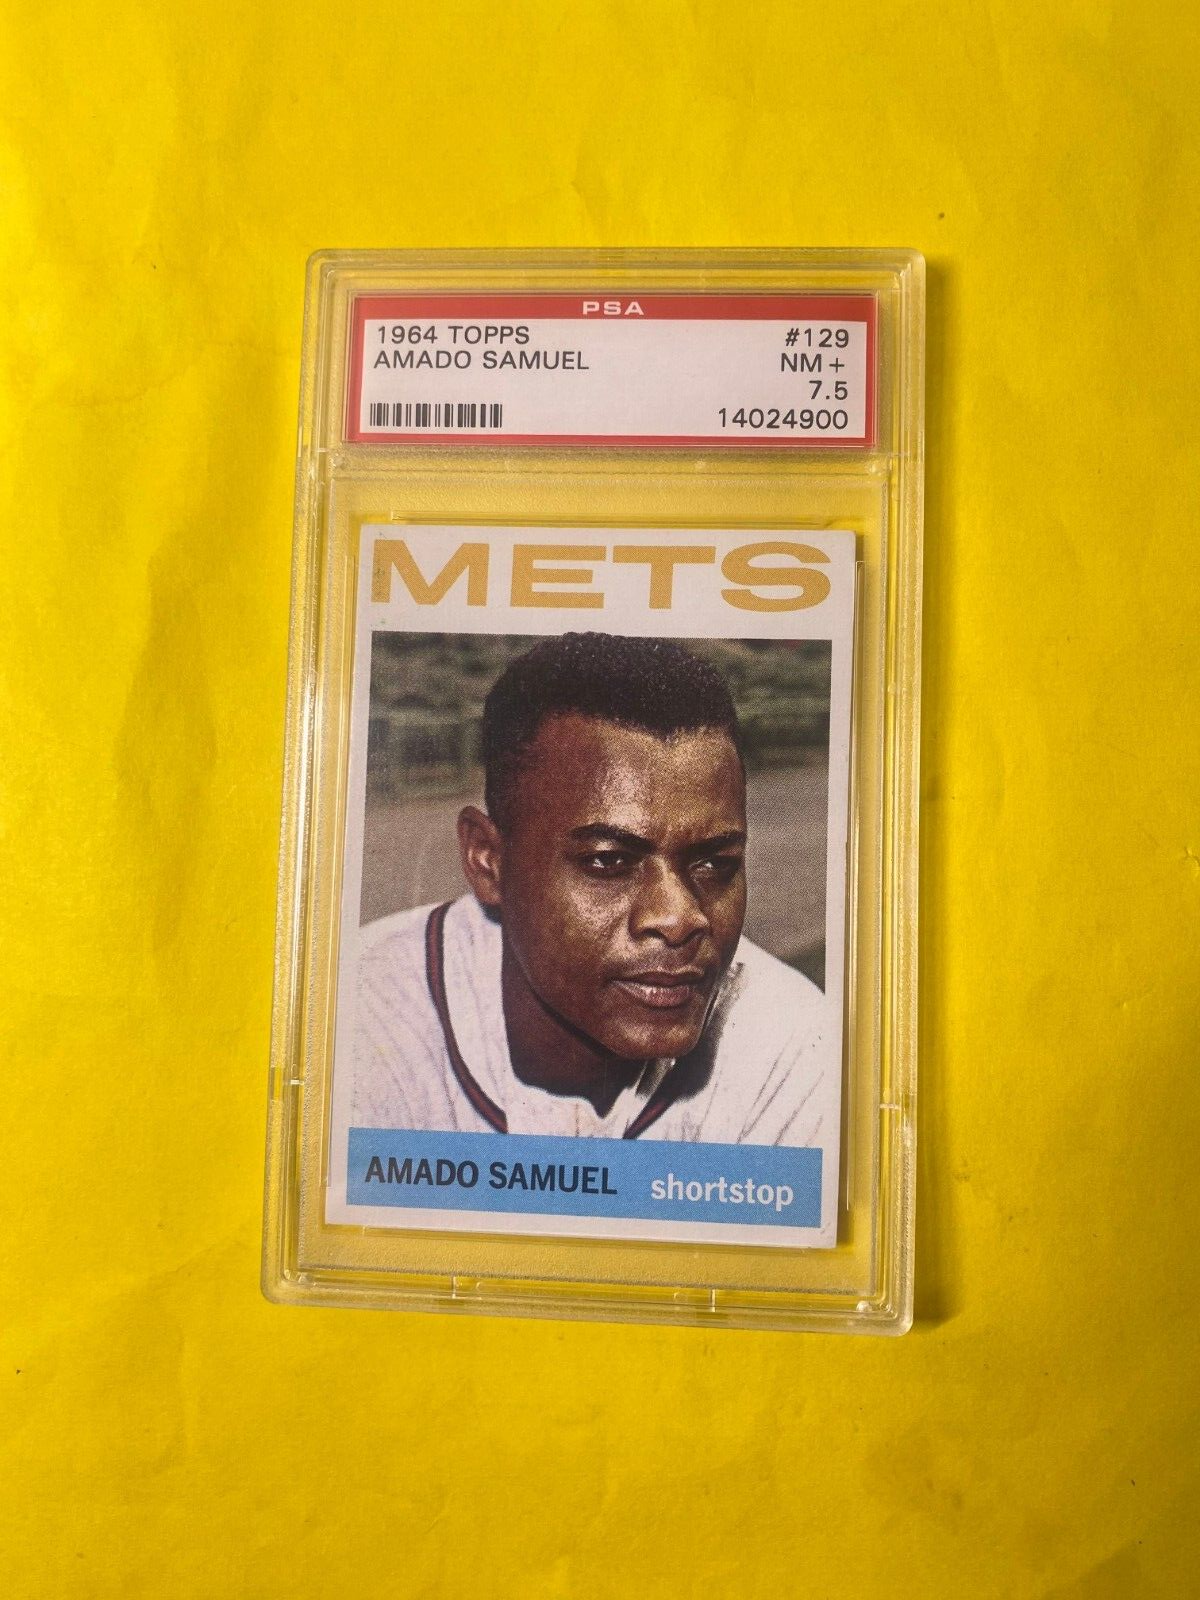 PSA
1964 TOPPS #129
AMADO SAMUEL NM+
7.5
14024900
METS
AMADO SAMUEL shortstop